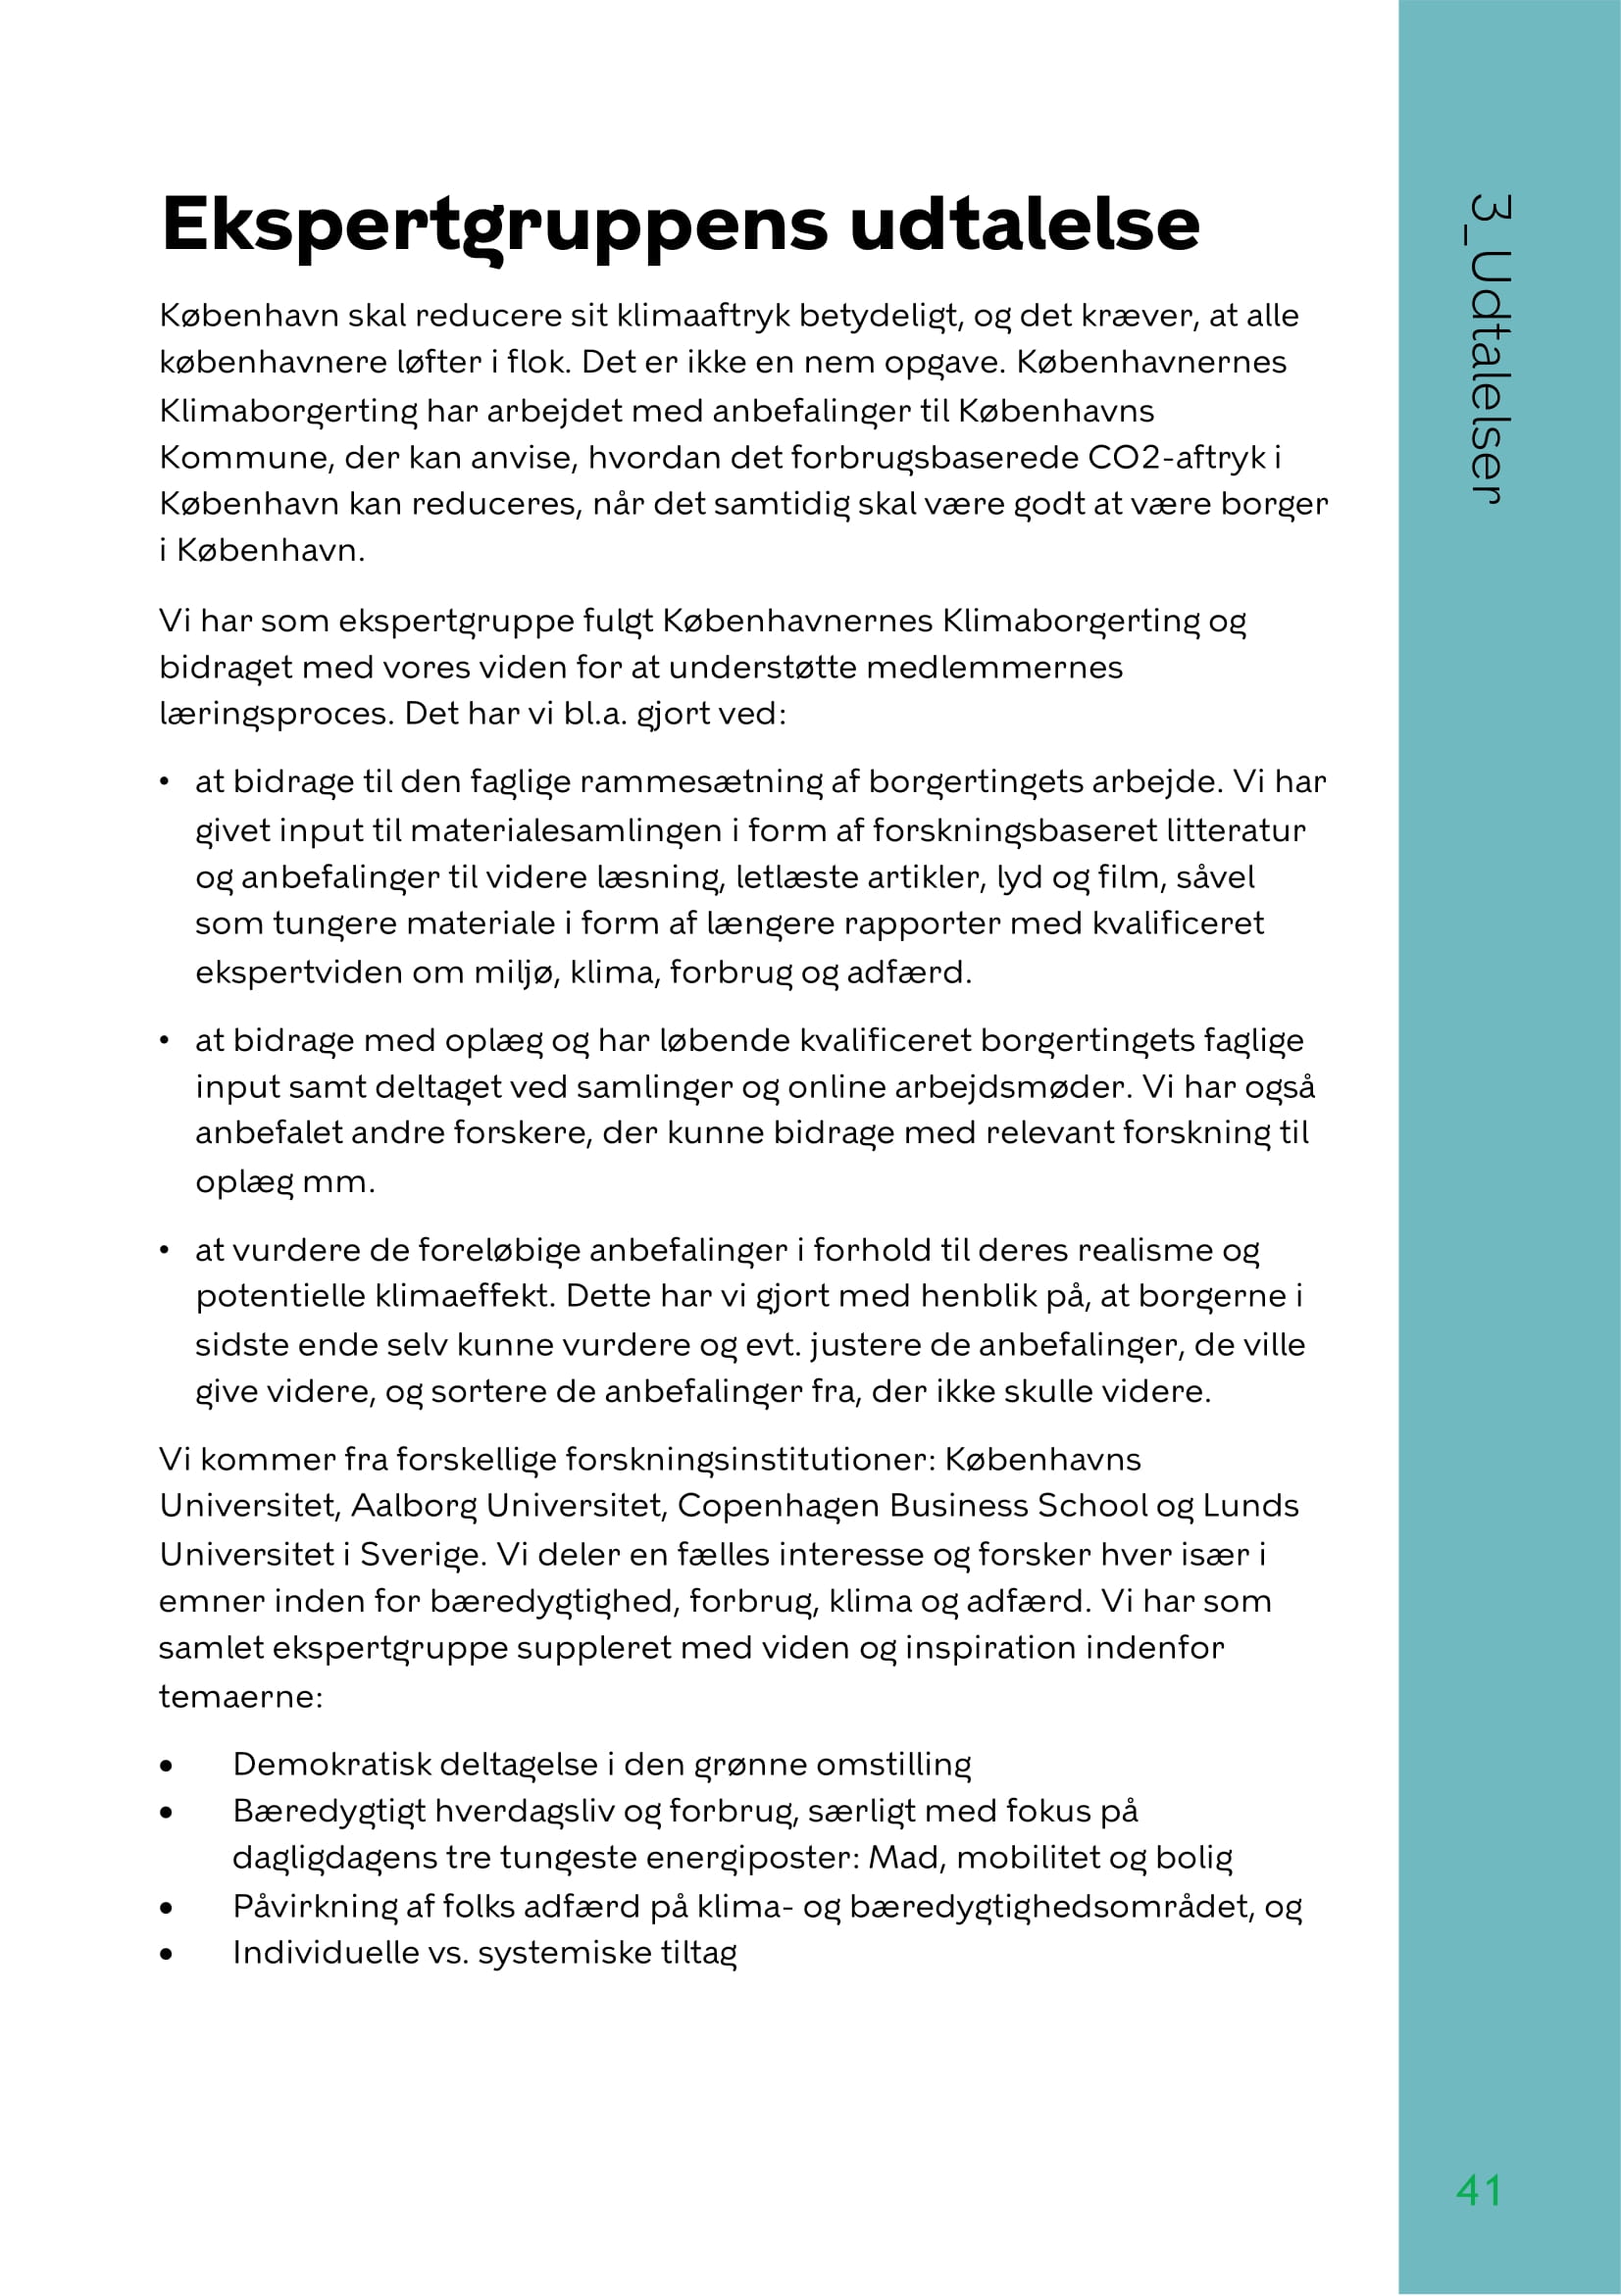 Ekspertgruppens udtalelse
København skal reducere sit klimaaftryk betydeligt, og det kræver, at alle
københavnere løfter i flok. Det er ikke en nem opgave. Københavnernes
Klimaborgerting har arbejdet med anbefalinger til Københavns
Kommune, der kan anvise, hvordan det forbrugsbaserede CO2-aftryk i
København kan reduceres, når det samtidig skal være godt at være borger
i København.
Vi har som ekspertgruppe fulgt Københavnernes Klimaborgerting og
bidraget med vores viden for at understøtte medlemmernes
læringsproces. Det har vi bl.a. gjort ved:
• at bidrage til den faglige rammesætning af borgertingets arbejde. Vi har
givet input til materialesamlingen i form af forskningsbaseret litteratur
og anbefalinger til videre læsning, letlæste artikler, lyd og film, såvel
som tungere materiale i form af længere rapporter med kvalificeret
ekspertviden om miljø, klima, forbrug og adfærd.
• at bidrage med oplæg og har løbende kvalificeret borgertingets faglige
input samt deltaget ved samlinger og online arbejdsmøder. Vi har også
anbefalet andre forskere, der kunne bidrage med relevant forskning til
oplæg mm.
• at vurdere de foreløbige anbefalinger i forhold til deres realisme og
potentielle klimaeffekt. Dette har vi gjort med henblik på, at borgerne i
sidste ende selv kunne vurdere og evt. justere de anbefalinger, de ville
give videre, og sortere de anbefalinger fra, der ikke skulle videre.
Vi kommer fra forskellige forskningsinstitutioner: Københavns
Universitet, Aalborg Universitet, Copenhagen Business School og Lunds
Universitet i Sverige. Vi deler en fælles interesse og forsker hver især i
emner inden for bæredygtighed, forbrug, klima og adfærd. Vi har som
samlet ekspertgruppe suppleret med viden og inspiration indenfor
temaerne:
• Demokratisk deltagelse i den grønne omstilling
• Bæredygtigt hverdagsliv og forbrug, særligt med fokus på
dagligdagens tre tungeste energiposter: Mad, mobilitet og bolig
• Påvirkning af folks adfærd på klima- og bæredygtighedsområdet, og
• Individuelle vs. systemiske tiltag
3_Udtalelser
41